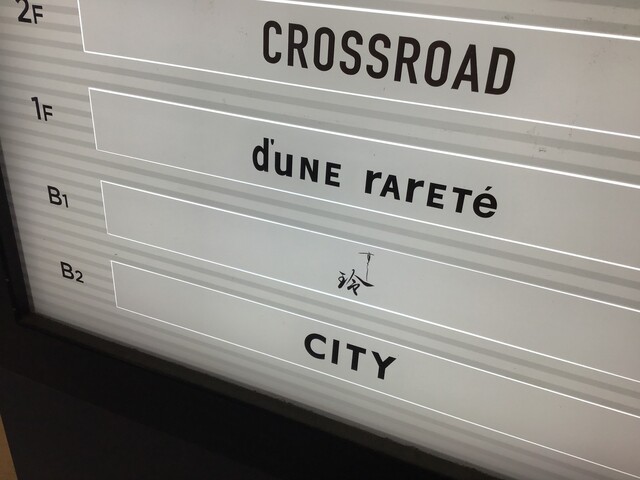 2F CROSSROAD
1F d'une rareté
B1 玲
B2 CITY